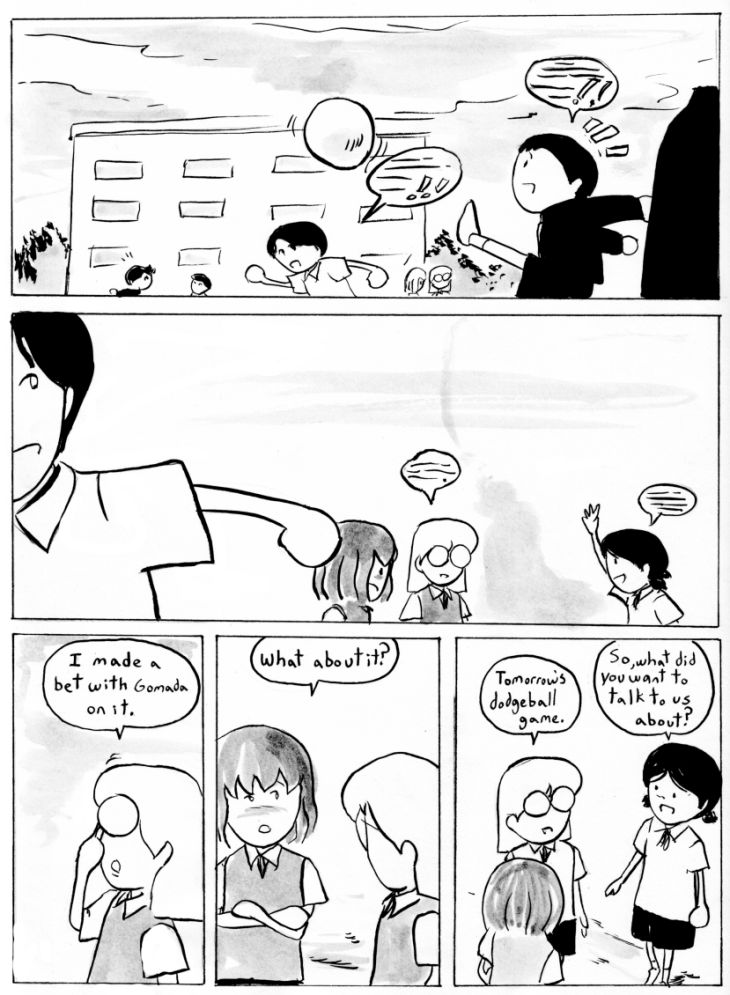 So, what did
you want to
talk to us
about?
Tomorrow's
dodgeball
game.
What about it?
I made a
bet with Gomada
on it.